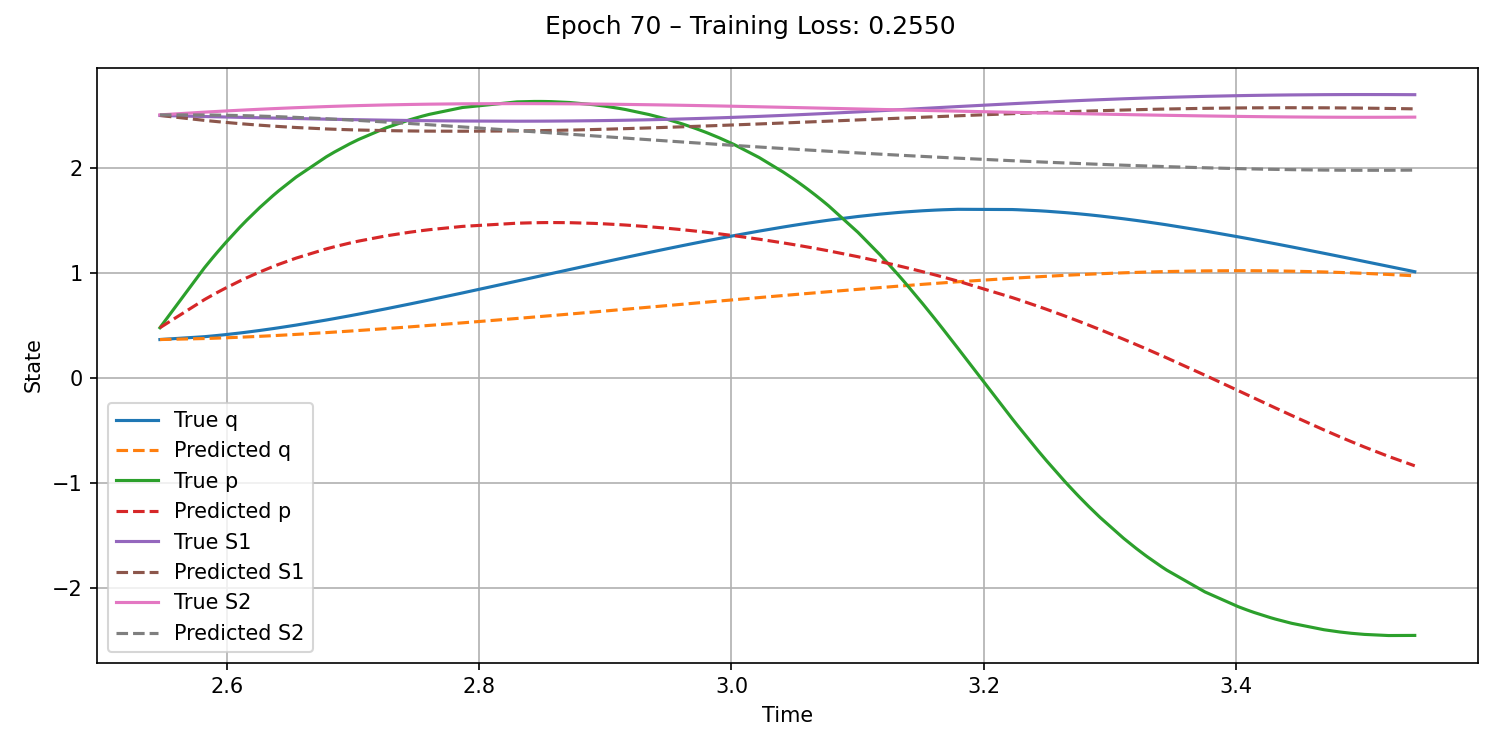 Epoch 70 – Training Loss: 0.2550
State
2
1
0
−1
−2
True q
Predicted q
True p
Predicted p
True S1
Predicted S1
True S2
Predicted S2
2.6 2.8 3.0 3.2 3.4
Time